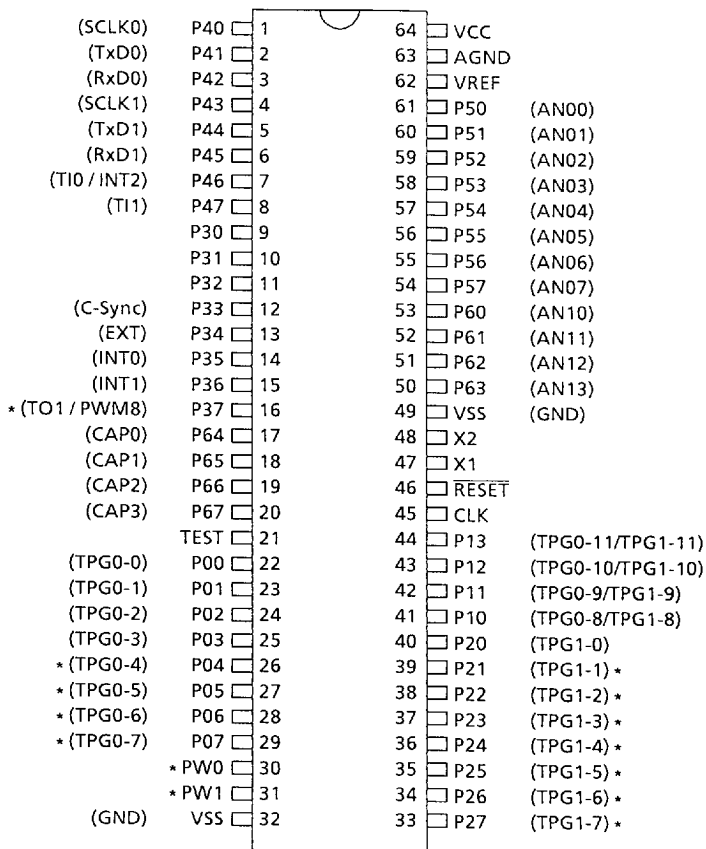 (SCLK0) P40 1 64 VCC
(TxD0) P41 2 63 AGND
(RxD0) P42 3 62 VREF
(SCLK1) P43 4 61 P50 (AN00)
(TxD1) P44 5 60 P51 (AN01)
(RxD1) P45 6 59 P52 (AN02)
(TI0 / INT2) P46 7 58 P53 (AN03)
(TI1) P47 8 57 P54 (AN04)
P30 9 56 P55 (AN05)
P31 10 55 P56 (AN06)
P32 11 54 P57 (AN07)
(C-Sync) P33 12 53 P60 (AN10)
(EXT) P34 13 52 P61 (AN11)
(INT0) P35 14 51 P62 (AN12)
(INT1) P36 15 50 P63 (AN13)
* (TO1 / PWM8) P37 16 49 VSS (GND)
(CAP0) P64 17 48 X2
(CAP1) P65 18 47 X1
(CAP2) P66 19 46 RESET
(CAP3) P67 20 45 CLK
TEST 21 44 P13 (TPG0-11/TPG1-11)
(TPG0-0) P00 22 43 P12 (TPG0-10/TPG1-10)
(TPG0-1) P01 23 42 P11 (TPG0-9/TPG1-9)
(TPG0-2) P02 24 41 P10 (TPG0-8/TPG1-8)
(TPG0-3) P03 25 40 P20 (TPG1-0)
* (TPG0-4) P04 26 39 P21 (TPG1-1) *
* (TPG0-5) P05 27 38 P22 (TPG1-2) *
* (TPG0-6) P06 28 37 P23 (TPG1-3) *
* (TPG0-7) P07 29 36 P24 (TPG1-4) *
* PW0 30 35 P25 (TPG1-5) *
* PW1 31 34 P26 (TPG1-6) *
(GND) VSS 32 33 P27 (TPG1-7) *